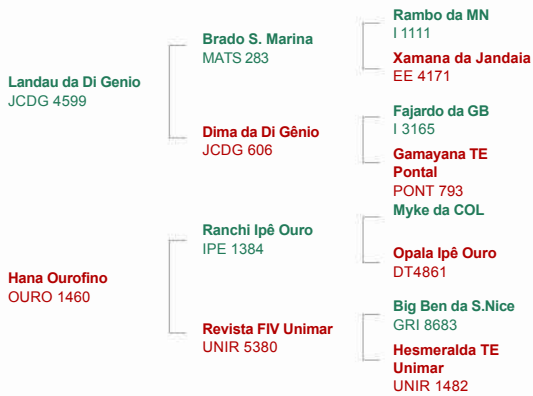 Rambo da MN
I 1111
Brado S. Marina
MATS 283
Xamana da Jandaia
EE 4171
Landau da Di Genio
JCDG 4599
Fajardo da GB
I 3165
Dima da Di Gênio
JCDG 606
Gamayana TE
Pontal
PONT 793
Myke da COL
Ranchi Ipê Ouro
IPE 1384
Opala Ipê Ouro
DT4861
Hana Ourofino
OURO 1460
Big Ben da S.Nice
GRI 8683
Revista FIV Unimar
UNIR 5380
Hesmeralda TE
Unimar
UNIR 1482